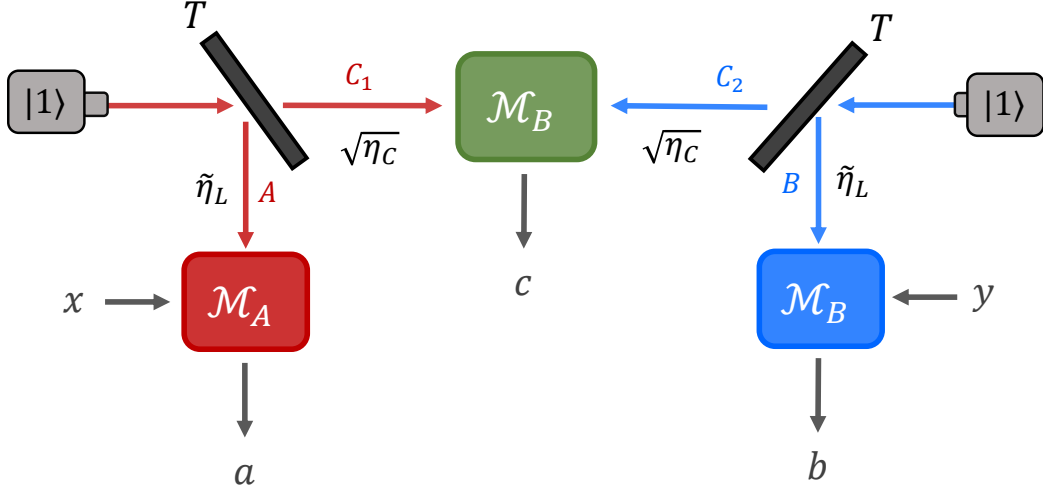 T
T
|1⟩
C₁
ℳ_B
C₂
|1⟩
√η_C
√η_C
η̃_L
A
B
η̃_L
x
ℳ_A
c
ℳ_B
y
a
b